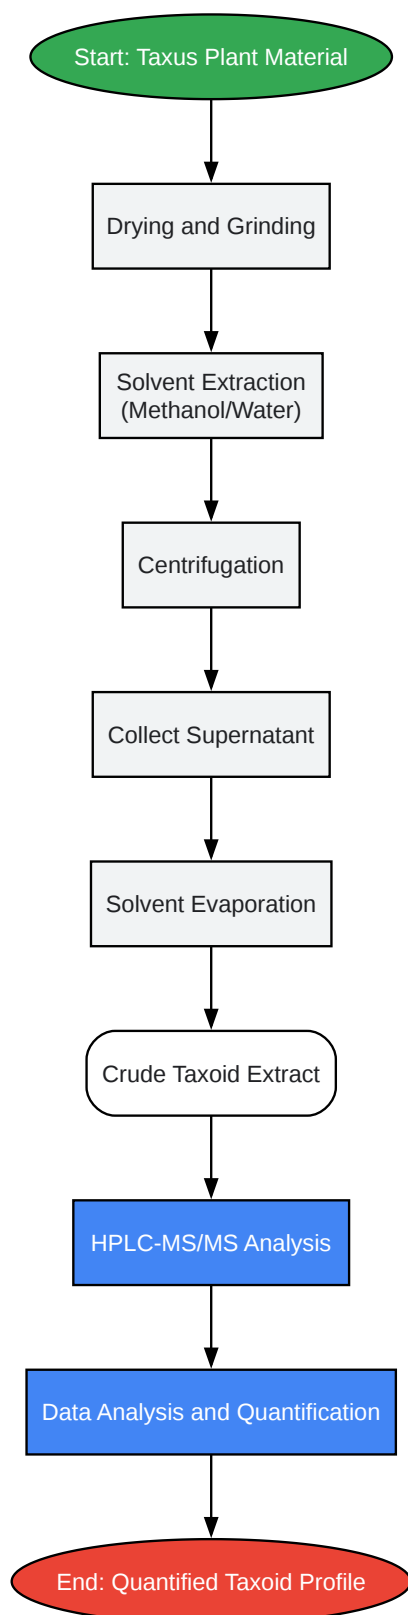 Start: Taxus Plant Material
Drying and Grinding
Solvent Extraction
(Methanol/Water)
Centrifugation
Collect Supernatant
Solvent Evaporation
Crude Taxoid Extract
HPLC-MS/MS Analysis
Data Analysis and Quantification
End: Quantified Taxoid Profile